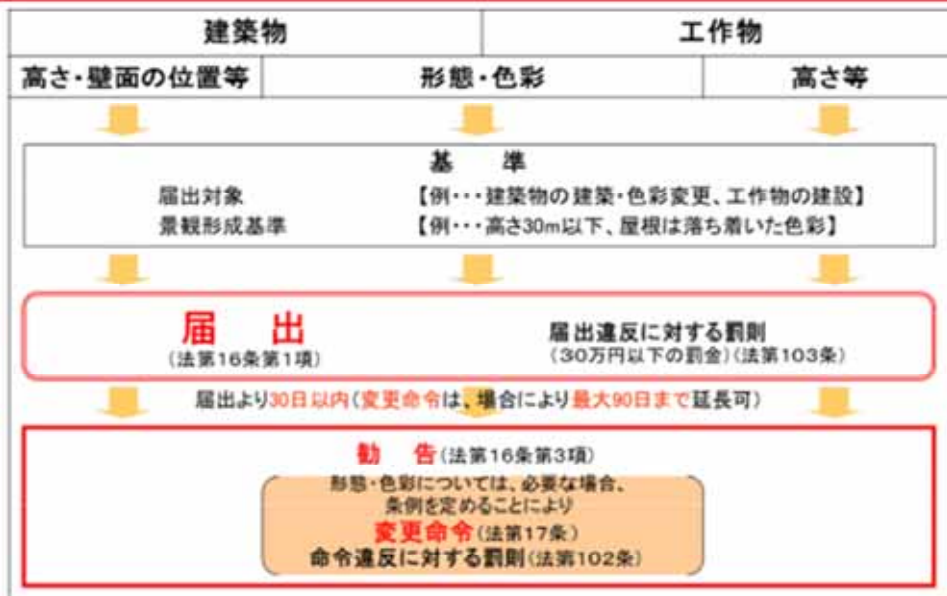 建築物 工作物
高さ・壁面の位置等 形態・色彩 高さ等
基 準
届出対象 【例・・・建築物の建築・色彩変更、工作物の建設】
景観形成基準 【例・・・高さ30m以下、屋根は落ち着いた色彩】
届 出 届出違反に対する罰則
(法第16条第1項) (30万円以下の罰金)(法第103条)
届出より30日以内(変更命令は、場合により最大90日まで延長可)
勧 告(法第16条第3項)
形態・色彩については、必要な場合、
条例を定めることにより
変更命令(法第17条)
命令違反に対する罰則(法第102条)